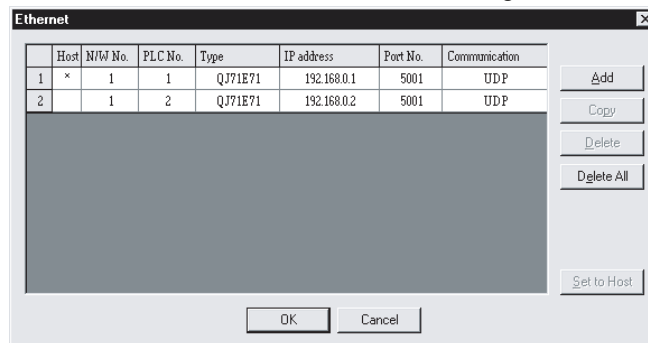 Ethernet
Host N/W No. PLC No. Type IP address Port No. Communication
1 * 1 1 QJ71E71 192.168.0.1 5001 UDP
2 1 2 QJ71E71 192.168.0.2 5001 UDP
Add
Copy
Delete
Delete All
Set to Host
OK Cancel